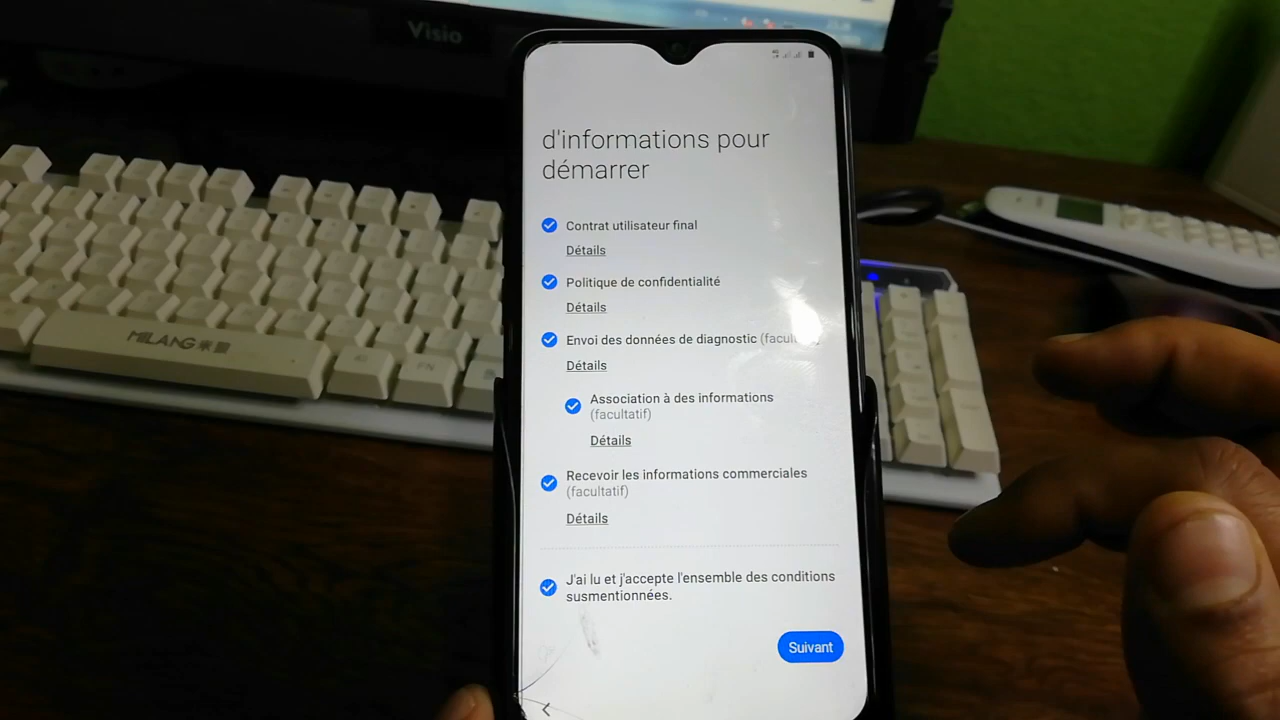 Visio
d'informations pour
démarrer
Contrat utilisateur final
Détails
Politique de confidentialité
Détails
Envoi des données de diagnostic
Détails
Association à des informations
(facultatif)
Détails
Recevoir les informations commerciales
(facultatif)
Détails
J'ai lu et j'accepte l'ensemble des conditions
susmentionnées.
Suivant
MILANG
FN